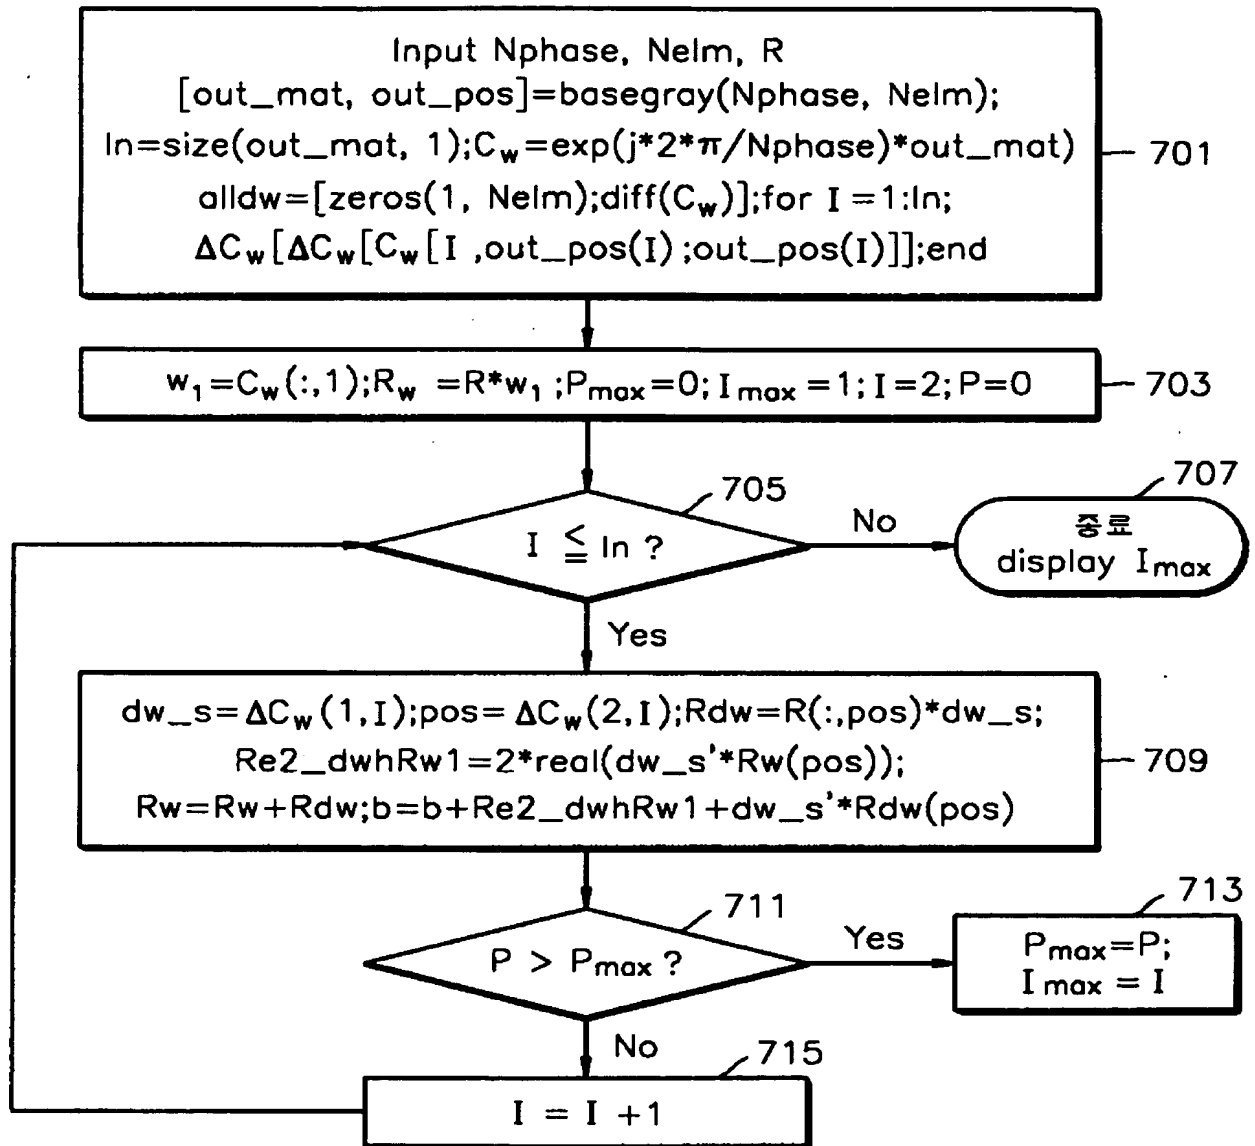 Input Nphase, Nelm, R
[out_mat, out_pos]=basegray(Nphase, Nelm);
ln=size(out_mat, 1);C_w=exp(j*2*π/Nphase)*out_mat)
alldw=[zeros(1, Nelm);diff(C_w)];for I=1:ln;
ΔC_w[ΔC_w[C_w[I ,out_pos(I);out_pos(I)]];end
701
w_1=C_w(:,1);R_w =R*w_1 ;P_max=0;I_max=1;I=2;P=0
703
705
I ≦ ln ?
No
707
종료
display I_max
Yes
dw_s=ΔC_w(1,I);pos=ΔC_w(2,I);Rdw=R(:,pos)*dw_s;
Re2_dwhRw1=2*real(dw_s'*Rw(pos));
Rw=Rw+Rdw;b=b+Re2_dwhRw1+dw_s'*Rdw(pos)
709
711
P > P_max ?
Yes
713
P_max=P;
I_max = I
No
715
I = I +1